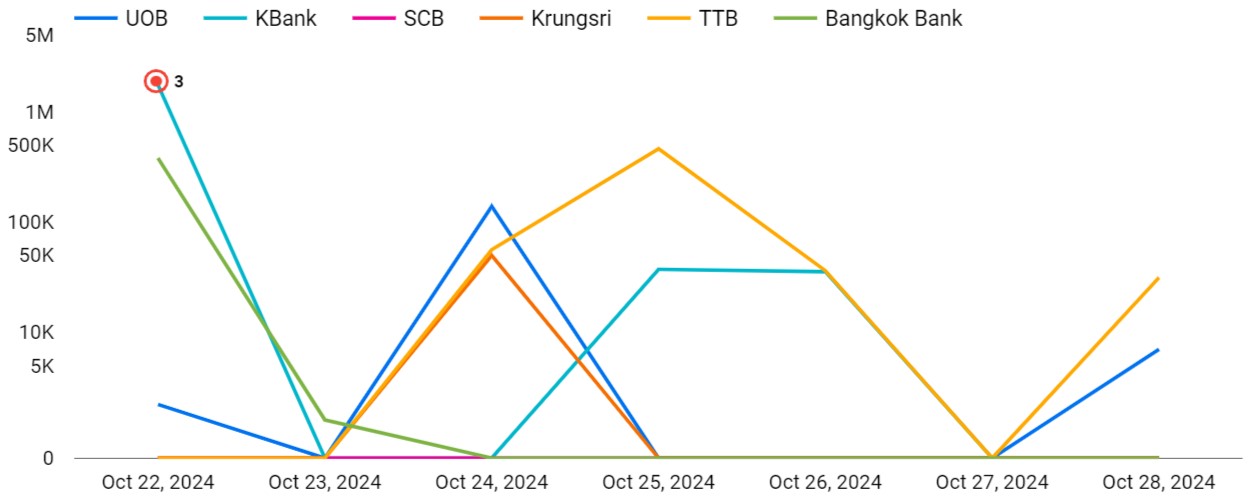 UOB KBank SCB Krungsri TTB Bangkok Bank
5M
3
1M
500K
100K
50K
10K
5K
0
Oct 22, 2024 Oct 23, 2024 Oct 24, 2024 Oct 25, 2024 Oct 26, 2024 Oct 27, 2024 Oct 28, 2024